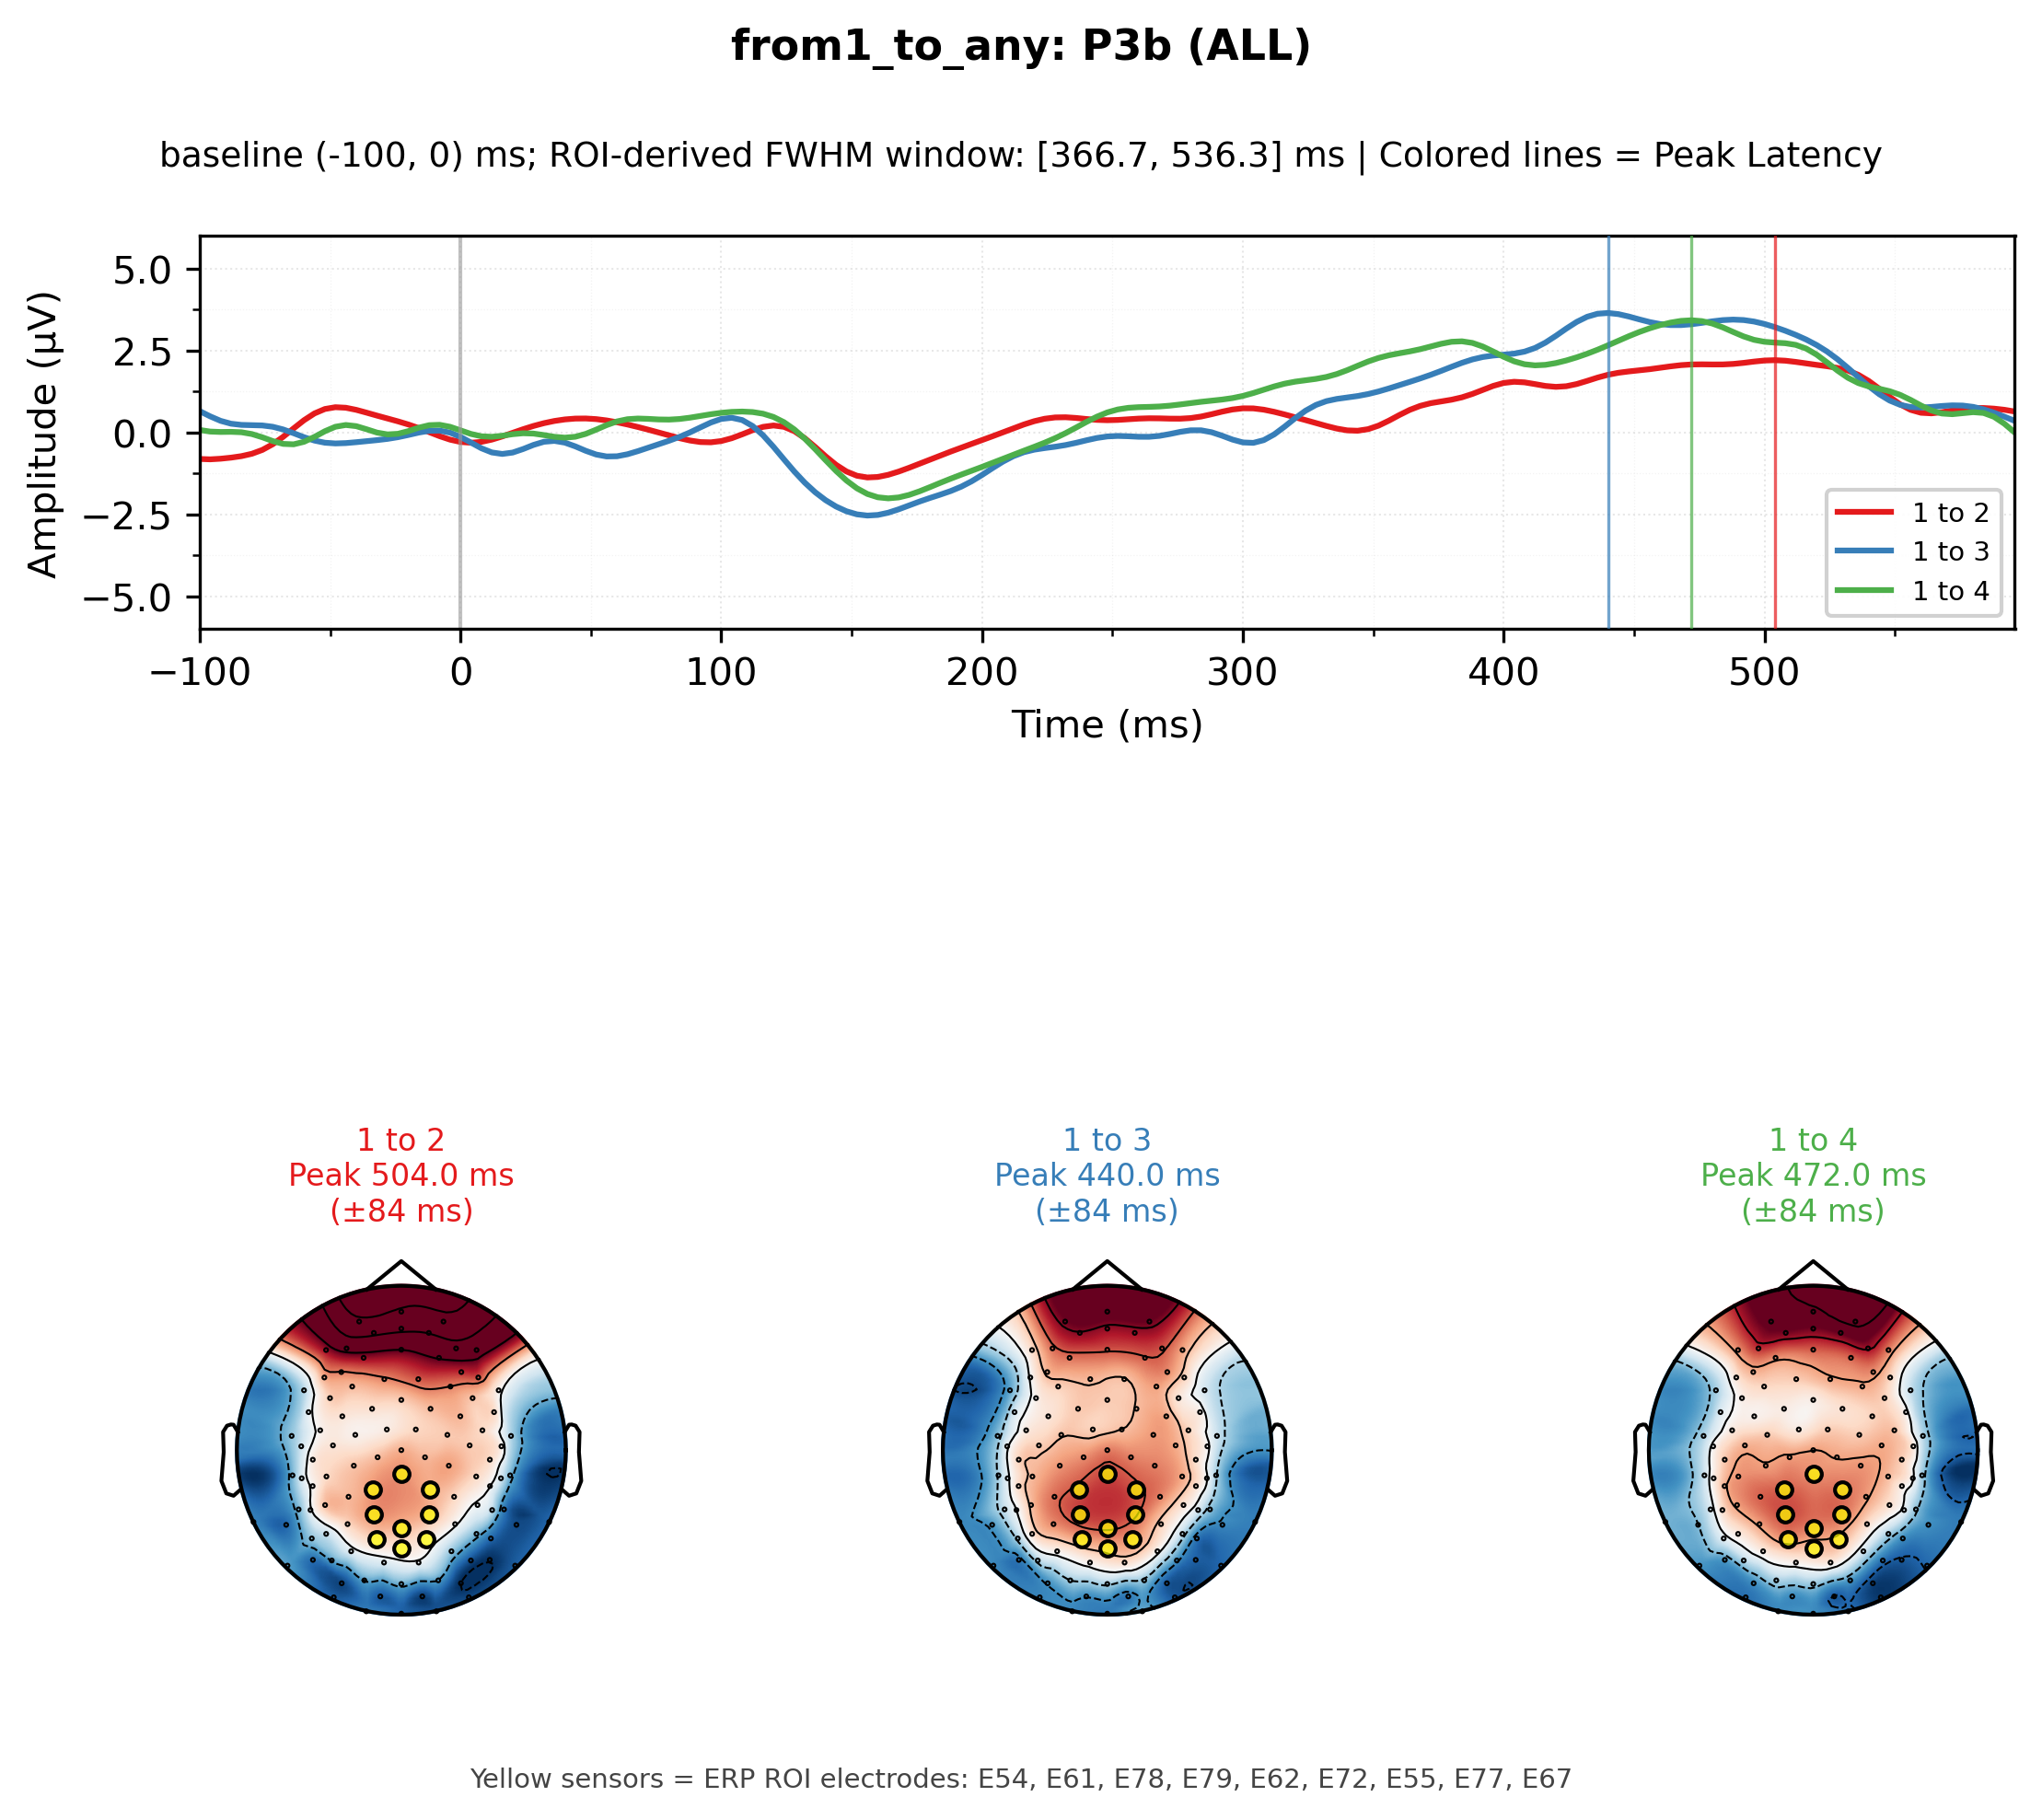 from1_to_any: P3b (ALL)
baseline (-100, 0) ms; ROI-derived FWHM window: [366.7, 536.3] ms | Colored lines = Peak Latency
Amplitude (µV)
5.0
2.5
0.0
−2.5
−5.0
1 to 2
1 to 3
1 to 4
−100 0 100 200 300 400 500
Time (ms)
1 to 2
Peak 504.0 ms
(±84 ms)
1 to 3
Peak 440.0 ms
(±84 ms)
1 to 4
Peak 472.0 ms
(±84 ms)
Yellow sensors = ERP ROI electrodes: E54, E61, E78, E79, E62, E72, E55, E77, E67